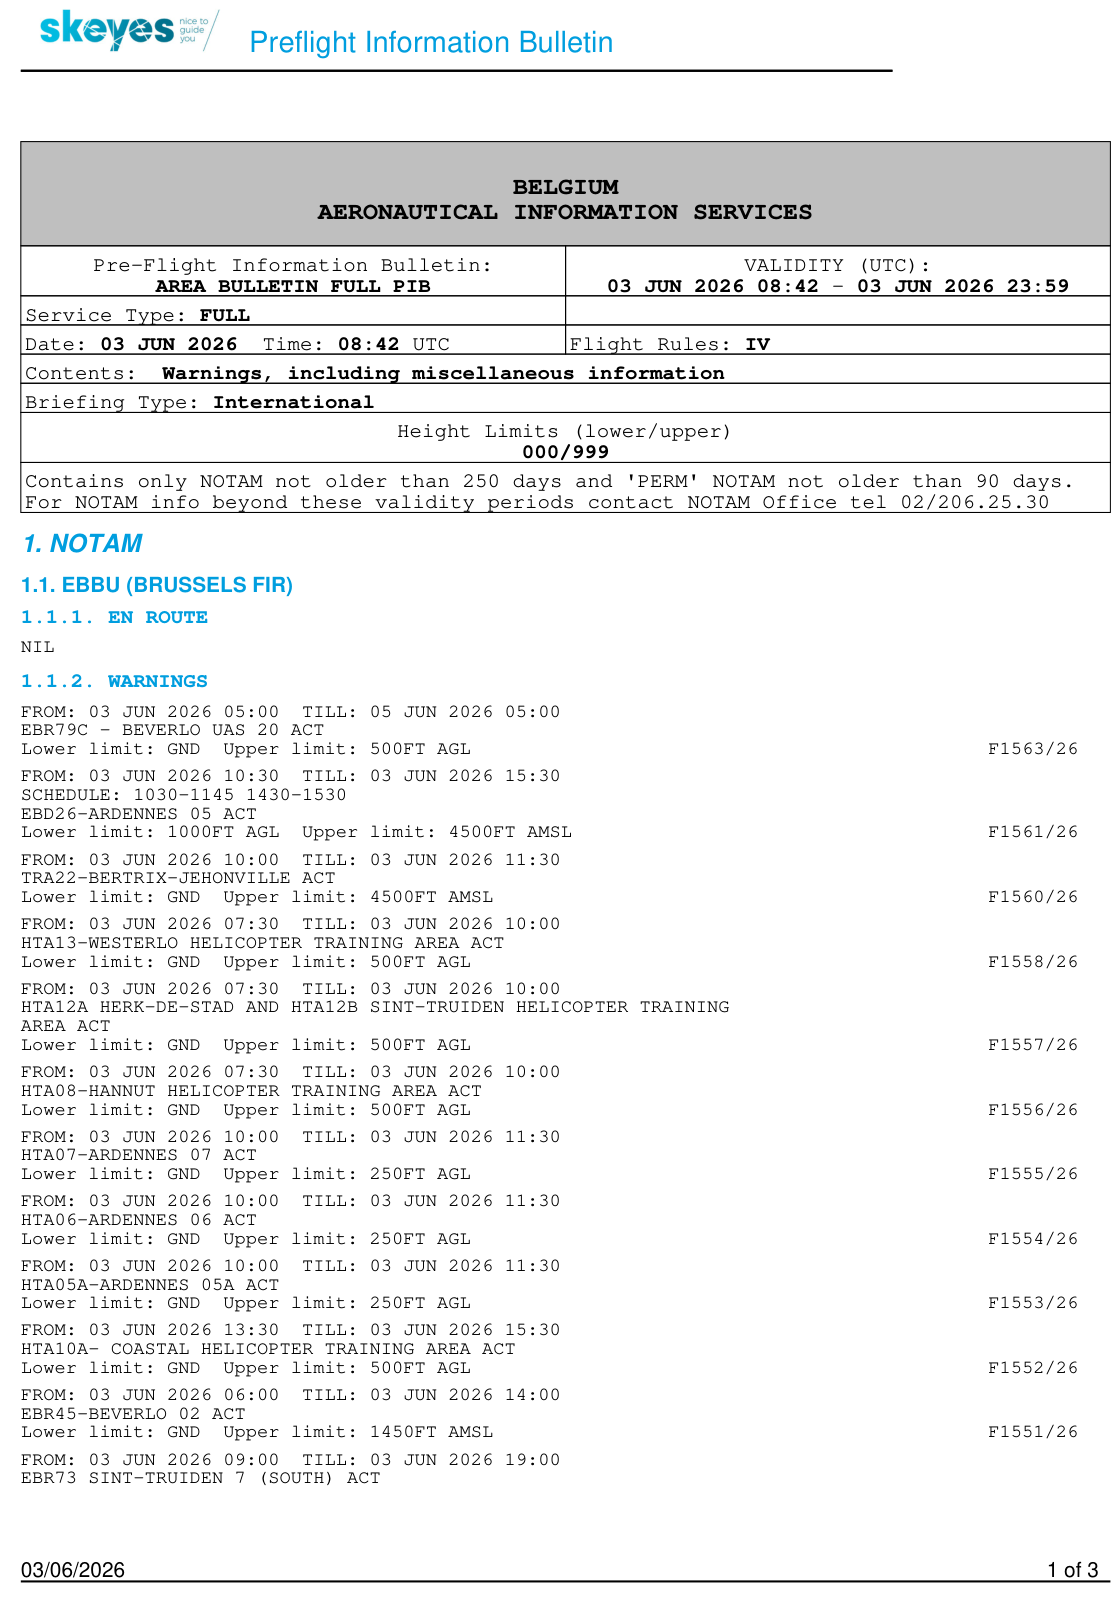 skeyes nice to guide you
Preflight Information Bulletin
BELGIUM
AERONAUTICAL INFORMATION SERVICES
Pre-Flight Information Bulletin:
AREA BULLETIN FULL PIB
VALIDITY (UTC):
03 JUN 2026 08:42 - 03 JUN 2026 23:59
Service Type: FULL
Date: 03 JUN 2026  Time: 08:42 UTC
Flight Rules: IV
Contents:  Warnings, including miscellaneous information
Briefing Type: International
Height Limits (lower/upper)
000/999
Contains only NOTAM not older than 250 days and 'PERM' NOTAM not older than 90 days.
For NOTAM info beyond these validity periods contact NOTAM Office tel 02/206.25.30
1. NOTAM
1.1. EBBU (BRUSSELS FIR)
1.1.1. EN ROUTE
NIL
1.1.2. WARNINGS
FROM: 03 JUN 2026 05:00  TILL: 05 JUN 2026 05:00
EBR79C - BEVERLO UAS 20 ACT
Lower limit: GND  Upper limit: 500FT AGL F1563/26
FROM: 03 JUN 2026 10:30  TILL: 03 JUN 2026 15:30
SCHEDULE: 1030-1145 1430-1530
EBD26-ARDENNES 05 ACT
Lower limit: 1000FT AGL  Upper limit: 4500FT AMSL F1561/26
FROM: 03 JUN 2026 10:00  TILL: 03 JUN 2026 11:30
TRA22-BERTRIX-JEHONVILLE ACT
Lower limit: GND  Upper limit: 4500FT AMSL F1560/26
FROM: 03 JUN 2026 07:30  TILL: 03 JUN 2026 10:00
HTA13-WESTERLO HELICOPTER TRAINING AREA ACT
Lower limit: GND  Upper limit: 500FT AGL F1558/26
FROM: 03 JUN 2026 07:30  TILL: 03 JUN 2026 10:00
HTA12A HERK-DE-STAD AND HTA12B SINT-TRUIDEN HELICOPTER TRAINING
AREA ACT
Lower limit: GND  Upper limit: 500FT AGL F1557/26
FROM: 03 JUN 2026 07:30  TILL: 03 JUN 2026 10:00
HTA08-HANNUT HELICOPTER TRAINING AREA ACT
Lower limit: GND  Upper limit: 500FT AGL F1556/26
FROM: 03 JUN 2026 10:00  TILL: 03 JUN 2026 11:30
HTA07-ARDENNES 07 ACT
Lower limit: GND  Upper limit: 250FT AGL F1555/26
FROM: 03 JUN 2026 10:00  TILL: 03 JUN 2026 11:30
HTA06-ARDENNES 06 ACT
Lower limit: GND  Upper limit: 250FT AGL F1554/26
FROM: 03 JUN 2026 10:00  TILL: 03 JUN 2026 11:30
HTA05A-ARDENNES 05A ACT
Lower limit: GND  Upper limit: 250FT AGL F1553/26
FROM: 03 JUN 2026 13:30  TILL: 03 JUN 2026 15:30
HTA10A- COASTAL HELICOPTER TRAINING AREA ACT
Lower limit: GND  Upper limit: 500FT AGL F1552/26
FROM: 03 JUN 2026 06:00  TILL: 03 JUN 2026 14:00
EBR45-BEVERLO 02 ACT
Lower limit: GND  Upper limit: 1450FT AMSL F1551/26
FROM: 03 JUN 2026 09:00  TILL: 03 JUN 2026 19:00
EBR73 SINT-TRUIDEN 7 (SOUTH) ACT
03/06/2026 1 of 3